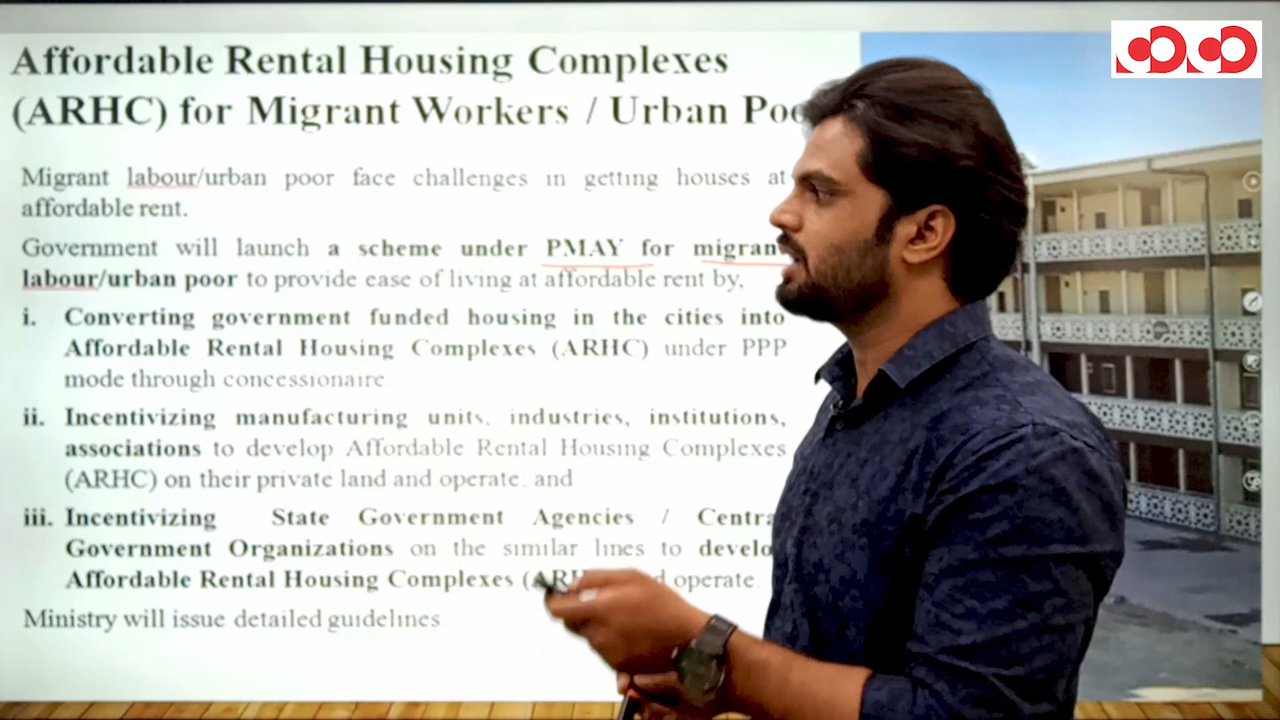 Affordable Rental Housing Complexes
(ARHC) for Migrant Workers / Urban
Migrant labour/urban poor face challenges in getting houses at
affordable rent.
Government will launch a scheme under PMAY for migran
labour/urban poor to provide ease of living at affordable rent by,
i. Converting government funded housing in the cities into
Affordable Rental Housing Complexes (ARHC) under PPP
mode through concessionaire
ii. Incentivizing manufacturing units, industries, institutions,
associations to develop Affordable Rental Housing Complexes
(ARHC) on their private land and operate, and
iii. Incentivizing State Government Agencies / Centra
Government Organizations on the similar lines to develo
Affordable Rental Housing Complexes operate.
Ministry will issue detailed guidelines